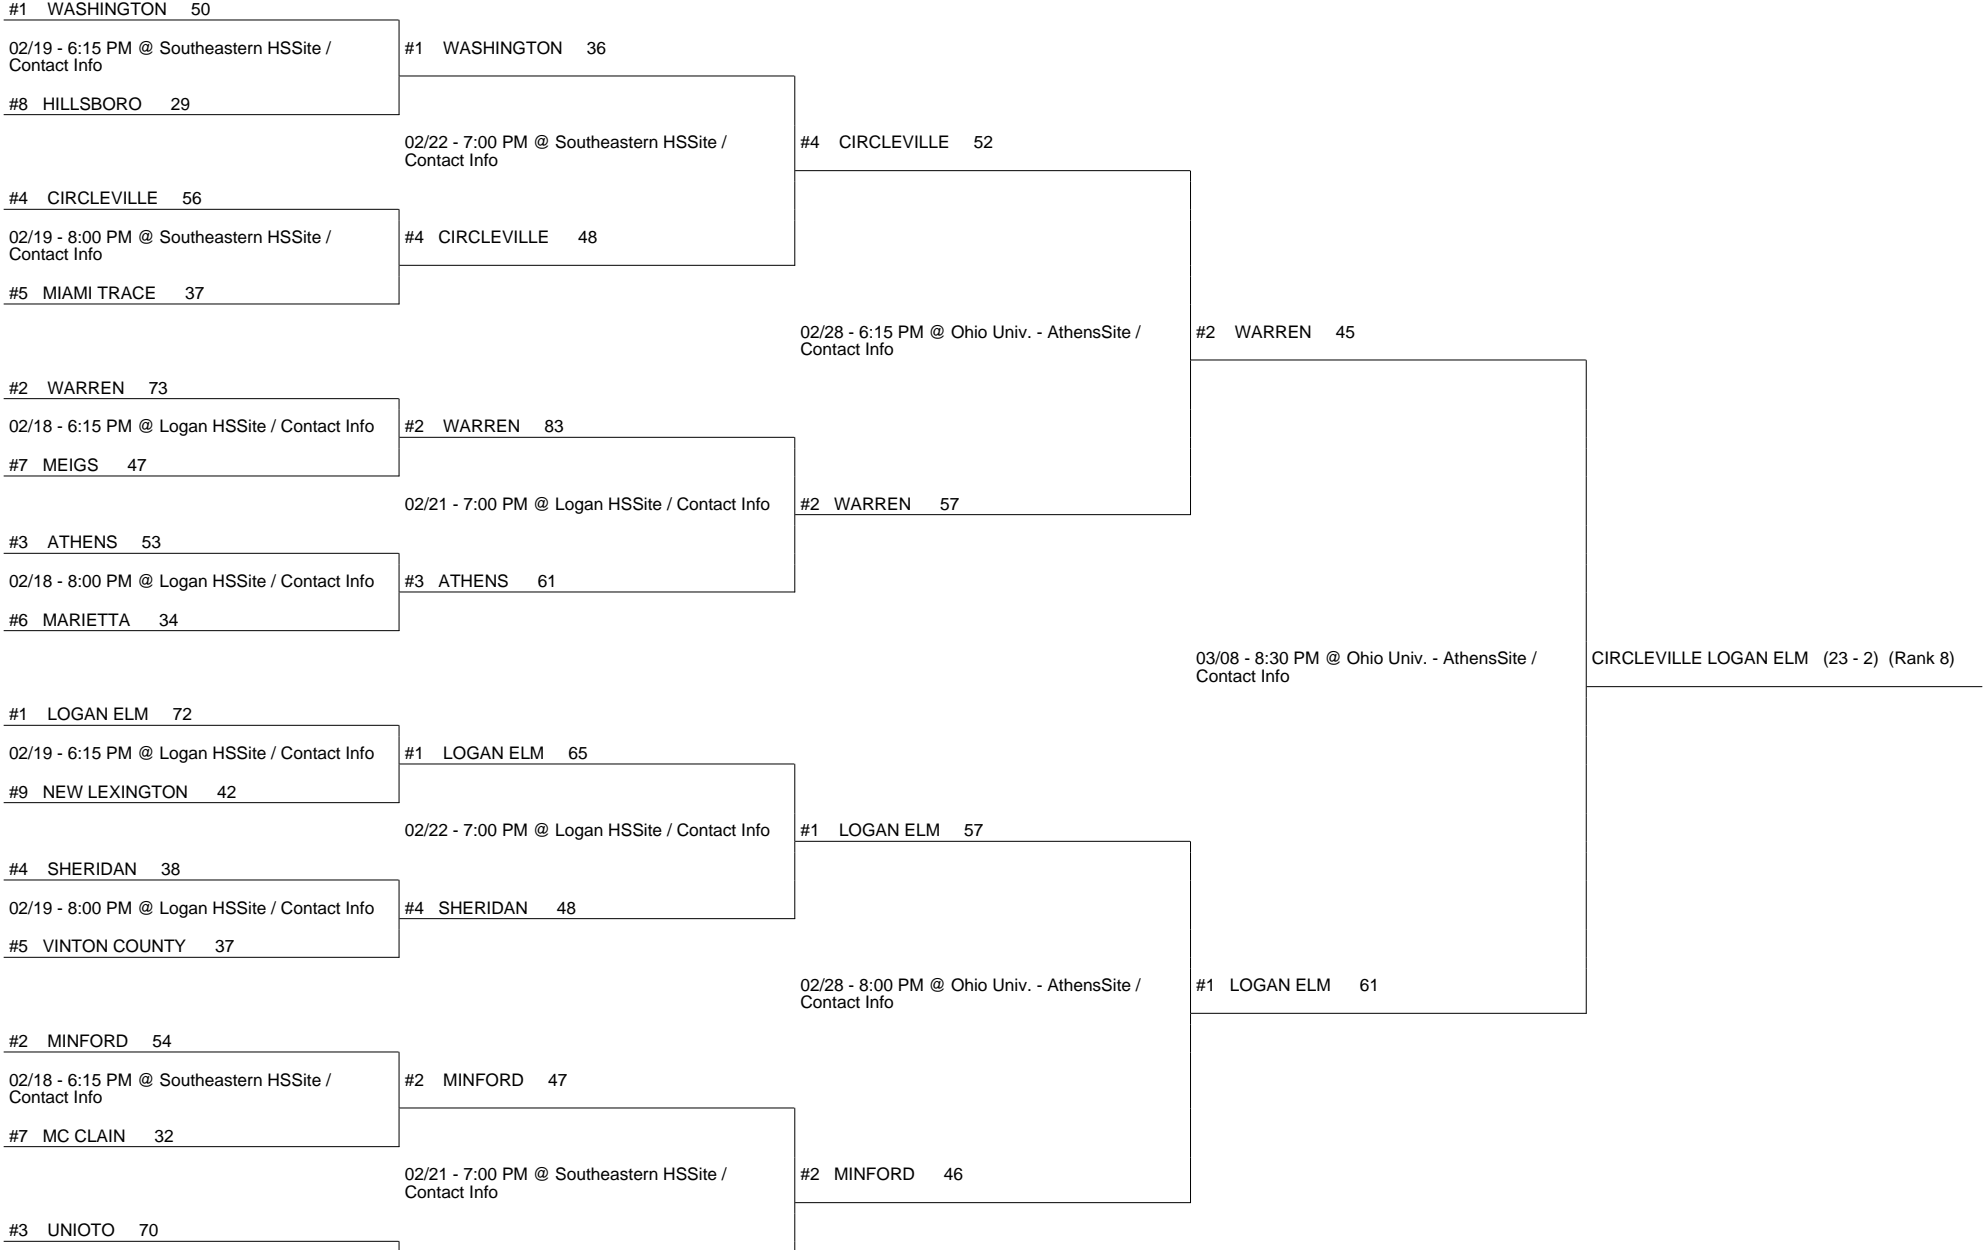 #1 WASHINGTON 50
02/19 - 6:15 PM @ Southeastern HSSite /
Contact Info
#8 HILLSBORO 29
#4 CIRCLEVILLE 56
02/19 - 8:00 PM @ Southeastern HSSite /
Contact Info
#5 MIAMI TRACE 37
#2 WARREN 73
02/18 - 6:15 PM @ Logan HSSite / Contact Info
#7 MEIGS 47
#3 ATHENS 53
02/18 - 8:00 PM @ Logan HSSite / Contact Info
#6 MARIETTA 34
#1 LOGAN ELM 72
02/19 - 6:15 PM @ Logan HSSite / Contact Info
#9 NEW LEXINGTON 42
#4 SHERIDAN 38
02/19 - 8:00 PM @ Logan HSSite / Contact Info
#5 VINTON COUNTY 37
#2 MINFORD 54
02/18 - 6:15 PM @ Southeastern HSSite /
Contact Info
#7 MC CLAIN 32
#3 UNIOTO 70
#1 WASHINGTON 36
02/22 - 7:00 PM @ Southeastern HSSite /
Contact Info
#4 CIRCLEVILLE 48
#2 WARREN 83
02/21 - 7:00 PM @ Logan HSSite / Contact Info
#3 ATHENS 61
#1 LOGAN ELM 65
02/22 - 7:00 PM @ Logan HSSite / Contact Info
#4 SHERIDAN 48
#2 MINFORD 47
02/21 - 7:00 PM @ Southeastern HSSite /
Contact Info
#4 CIRCLEVILLE 52
02/28 - 6:15 PM @ Ohio Univ. - AthensSite /
Contact Info
#2 WARREN 57
#1 LOGAN ELM 57
02/28 - 8:00 PM @ Ohio Univ. - AthensSite /
Contact Info
#2 MINFORD 46
#2 WARREN 45
03/08 - 8:30 PM @ Ohio Univ. - AthensSite /
Contact Info
#1 LOGAN ELM 61
CIRCLEVILLE LOGAN ELM (23 - 2) (Rank 8)